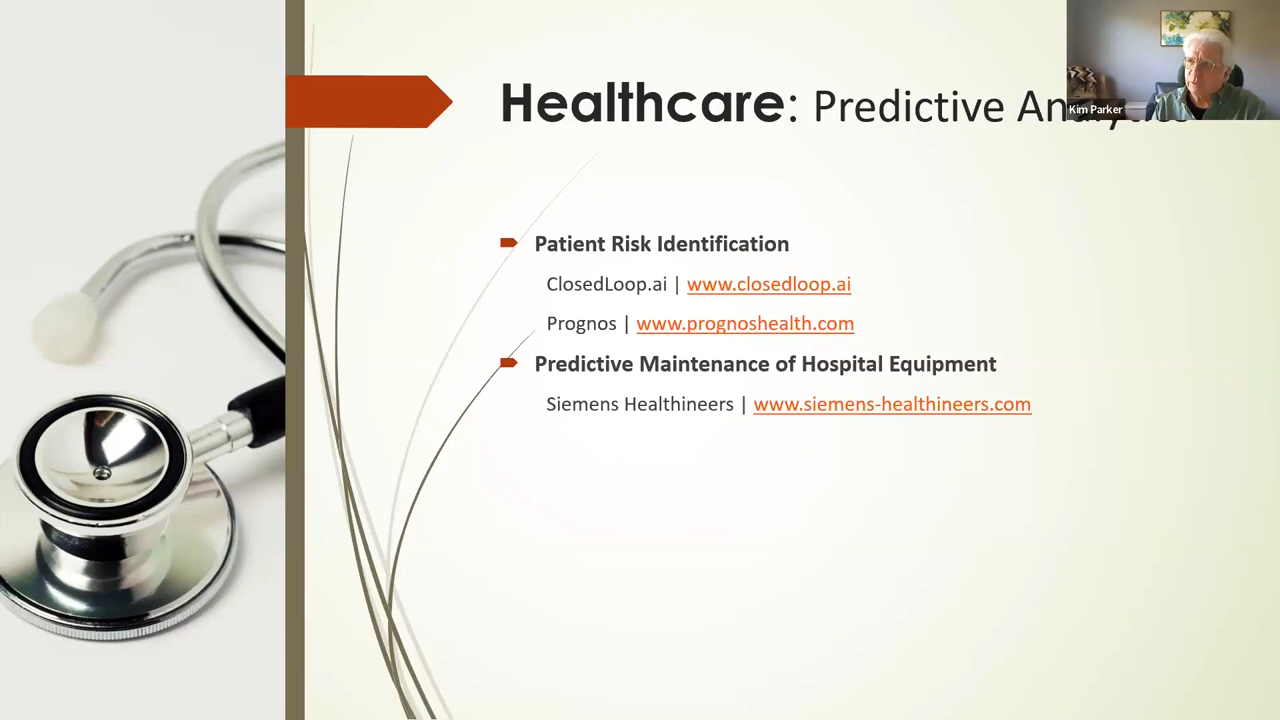 Healthcare: Predictive
Kim Parker
Patient Risk Identification
ClosedLoop.ai | www.closedloop.ai
Prognos | www.prognoshealth.com
Predictive Maintenance of Hospital Equipment
Siemens Healthineers | www.siemens-healthineers.com